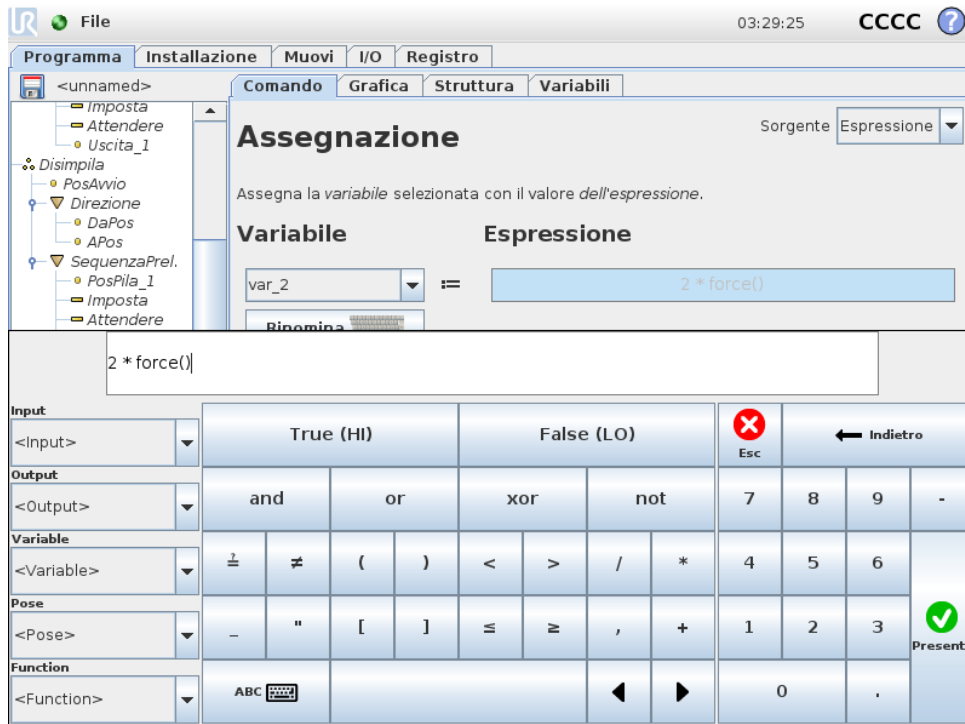 UR File 03:29:25 CCCC ?
Programma Installazione Muovi I/O Registro
<unnamed> Comando Grafica Struttura Variabili
Imposta
Attendere
Uscita_1
Disimpila
PosAvvio
Direzione
DaPos
APos
SequenzaPrel.
PosPila_1
Imposta
Attendere
Assegnazione
Sorgente Espressione
Assegna la variabile selezionata con il valore dell'espressione.
Variabile Espressione
var_2 := 2 * force()
Rinomina
2 * force()
Input
<Input>
Output
<Output>
Variable
<Variable>
Pose
<Pose>
Function
<Function>
True (HI) False (LO) Esc Indietro
and or xor not 7 8 9 -
≟ ≠ ( ) < > / * 4 5 6
_ " [ ] ≤ ≥ , + 1 2 3 Present
ABC 0 .